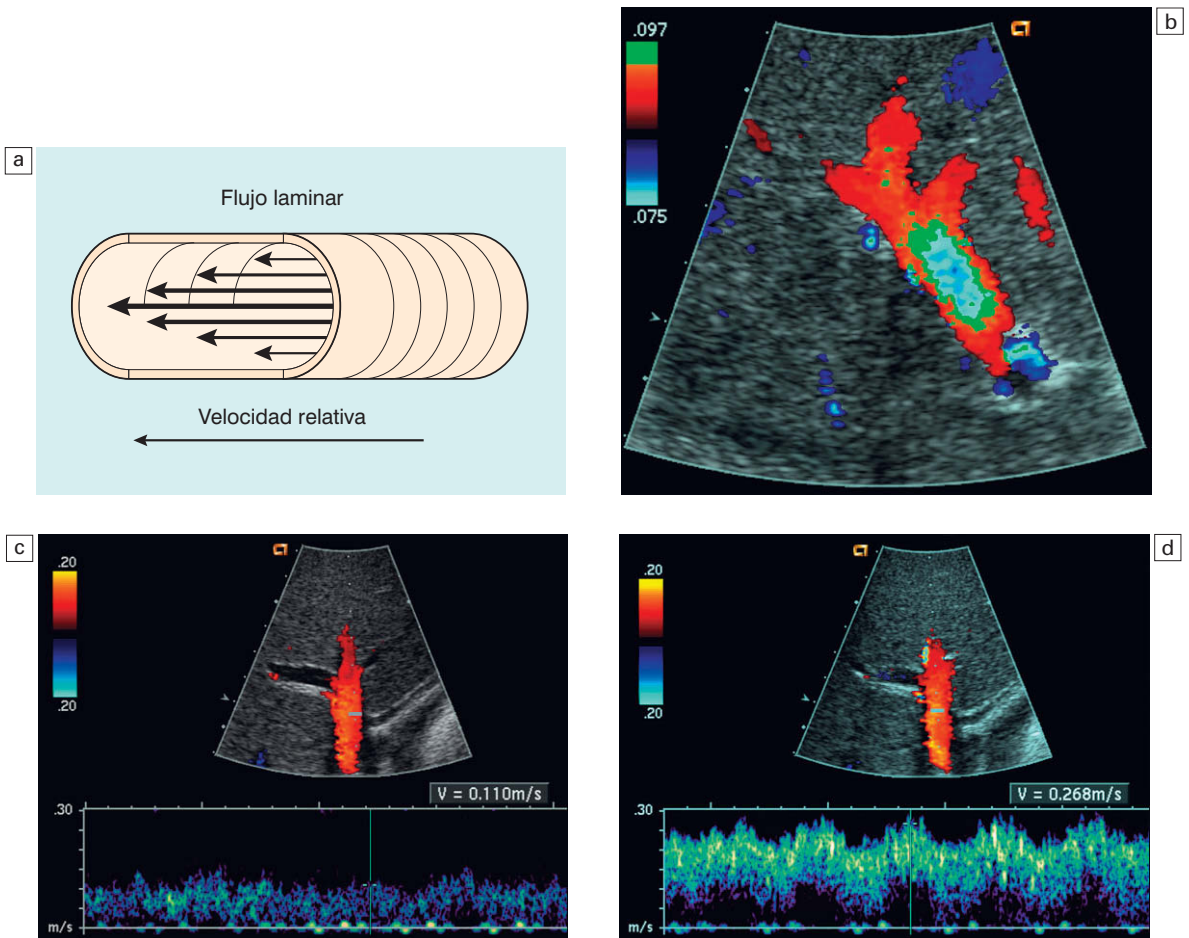 a
Flujo laminar
Velocidad relativa
b
.097
.075
c
.20
.20
V = 0.110m/s
.30
m/s
d
.20
.20
V = 0.268m/s
.30
m/s